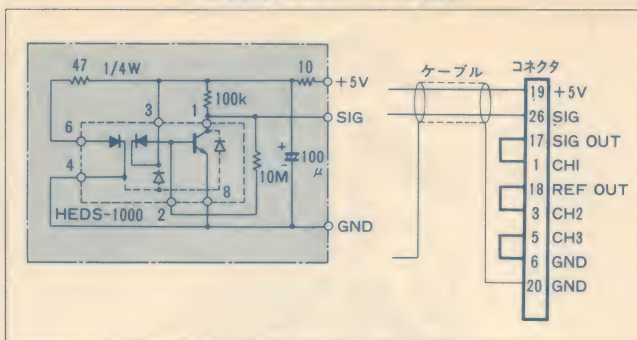 47 1/4W
10
+5V
3
1
100k
SIG
6
4
10M
100
μ
8
HEDS-1000
2
GND
ケーブル
コネクタ
19 +5V
26 SIG
17 SIG OUT
1 CH1
18 REF OUT
3 CH2
5 CH3
6 GND
20 GND